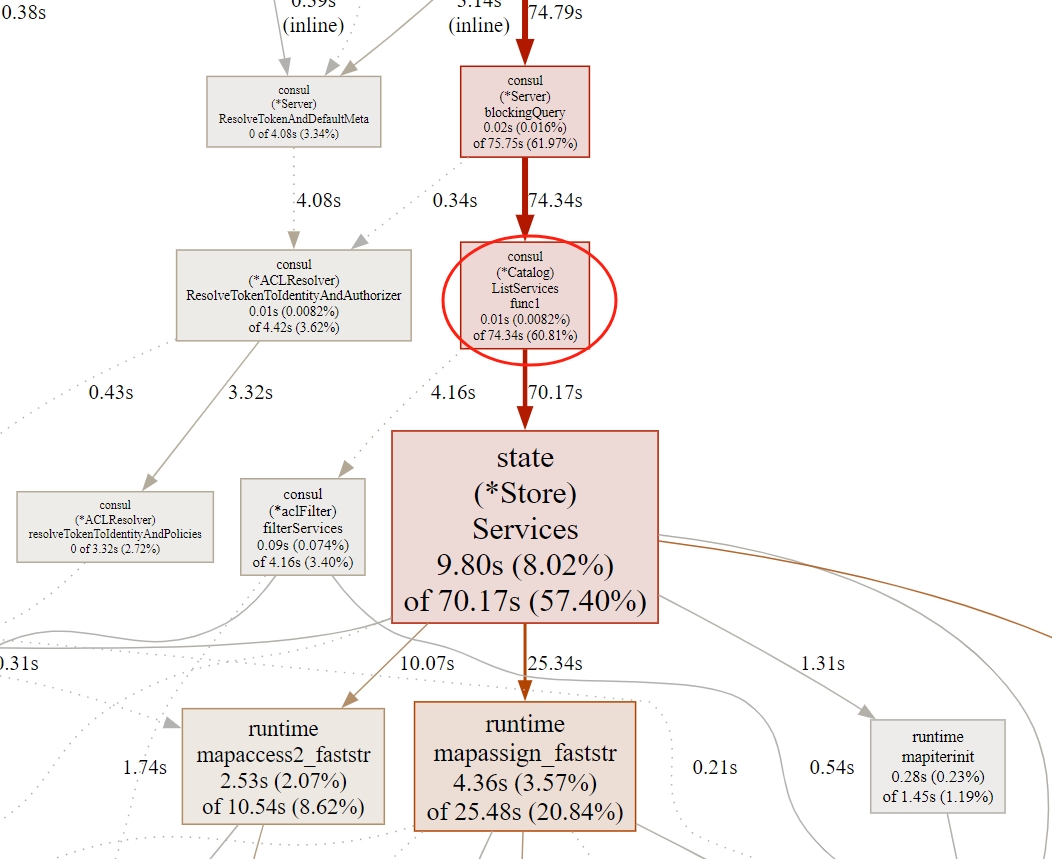 0.38s
0.59s
(inline)
3.14s
(inline)
74.79s
consul
(*Server)
ResolveTokenAndDefaultMeta
0 of 4.08s (3.34%)
consul
(*Server)
blockingQuery
0.02s (0.016%)
of 75.75s (61.97%)
4.08s
0.34s
74.34s
consul
(*ACLResolver)
ResolveTokenToIdentityAndAuthorizer
0.01s (0.0082%)
of 4.42s (3.62%)
consul
(*Catalog)
ListServices
func1
0.01s (0.0082%)
of 74.34s (60.81%)
0.43s
3.32s
4.16s
70.17s
consul
(*ACLResolver)
resolveTokenToIdentityAndPolicies
0 of 3.32s (2.72%)
consul
(*aclFilter)
filterServices
0.09s (0.074%)
of 4.16s (3.40%)
state
(*Store)
Services
9.80s (8.02%)
of 70.17s (57.40%)
0.31s
10.07s
25.34s
1.31s
1.74s
runtime
mapaccess2_faststr
2.53s (2.07%)
of 10.54s (8.62%)
runtime
mapassign_faststr
4.36s (3.57%)
of 25.48s (20.84%)
0.21s
0.54s
runtime
mapiterinit
0.28s (0.23%)
of 1.45s (1.19%)